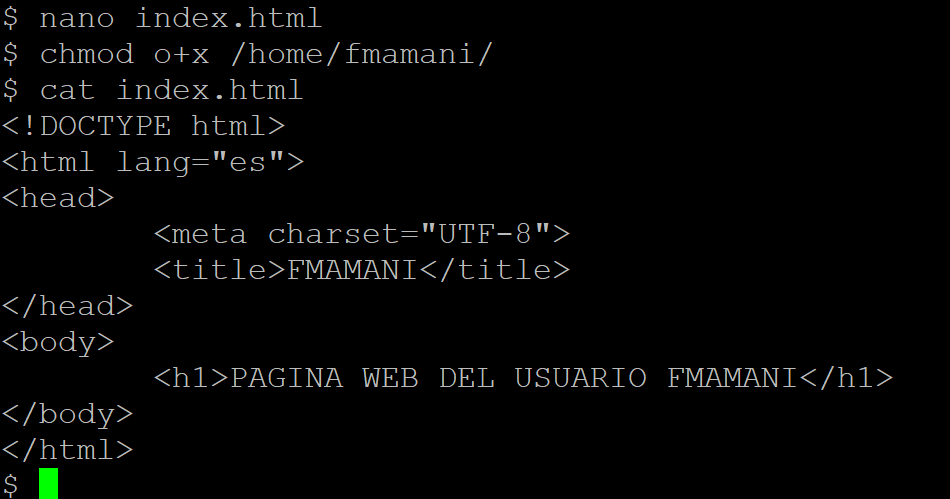 $ nano index.html
$ chmod o+x /home/fmamani/
$ cat index.html
<!DOCTYPE html>
<html lang="es">
<head>
        <meta charset="UTF-8">
        <title>FMAMANI</title>
</head>
<body>
        <h1>PAGINA WEB DEL USUARIO FMAMANI</h1>
</body>
</html>
$